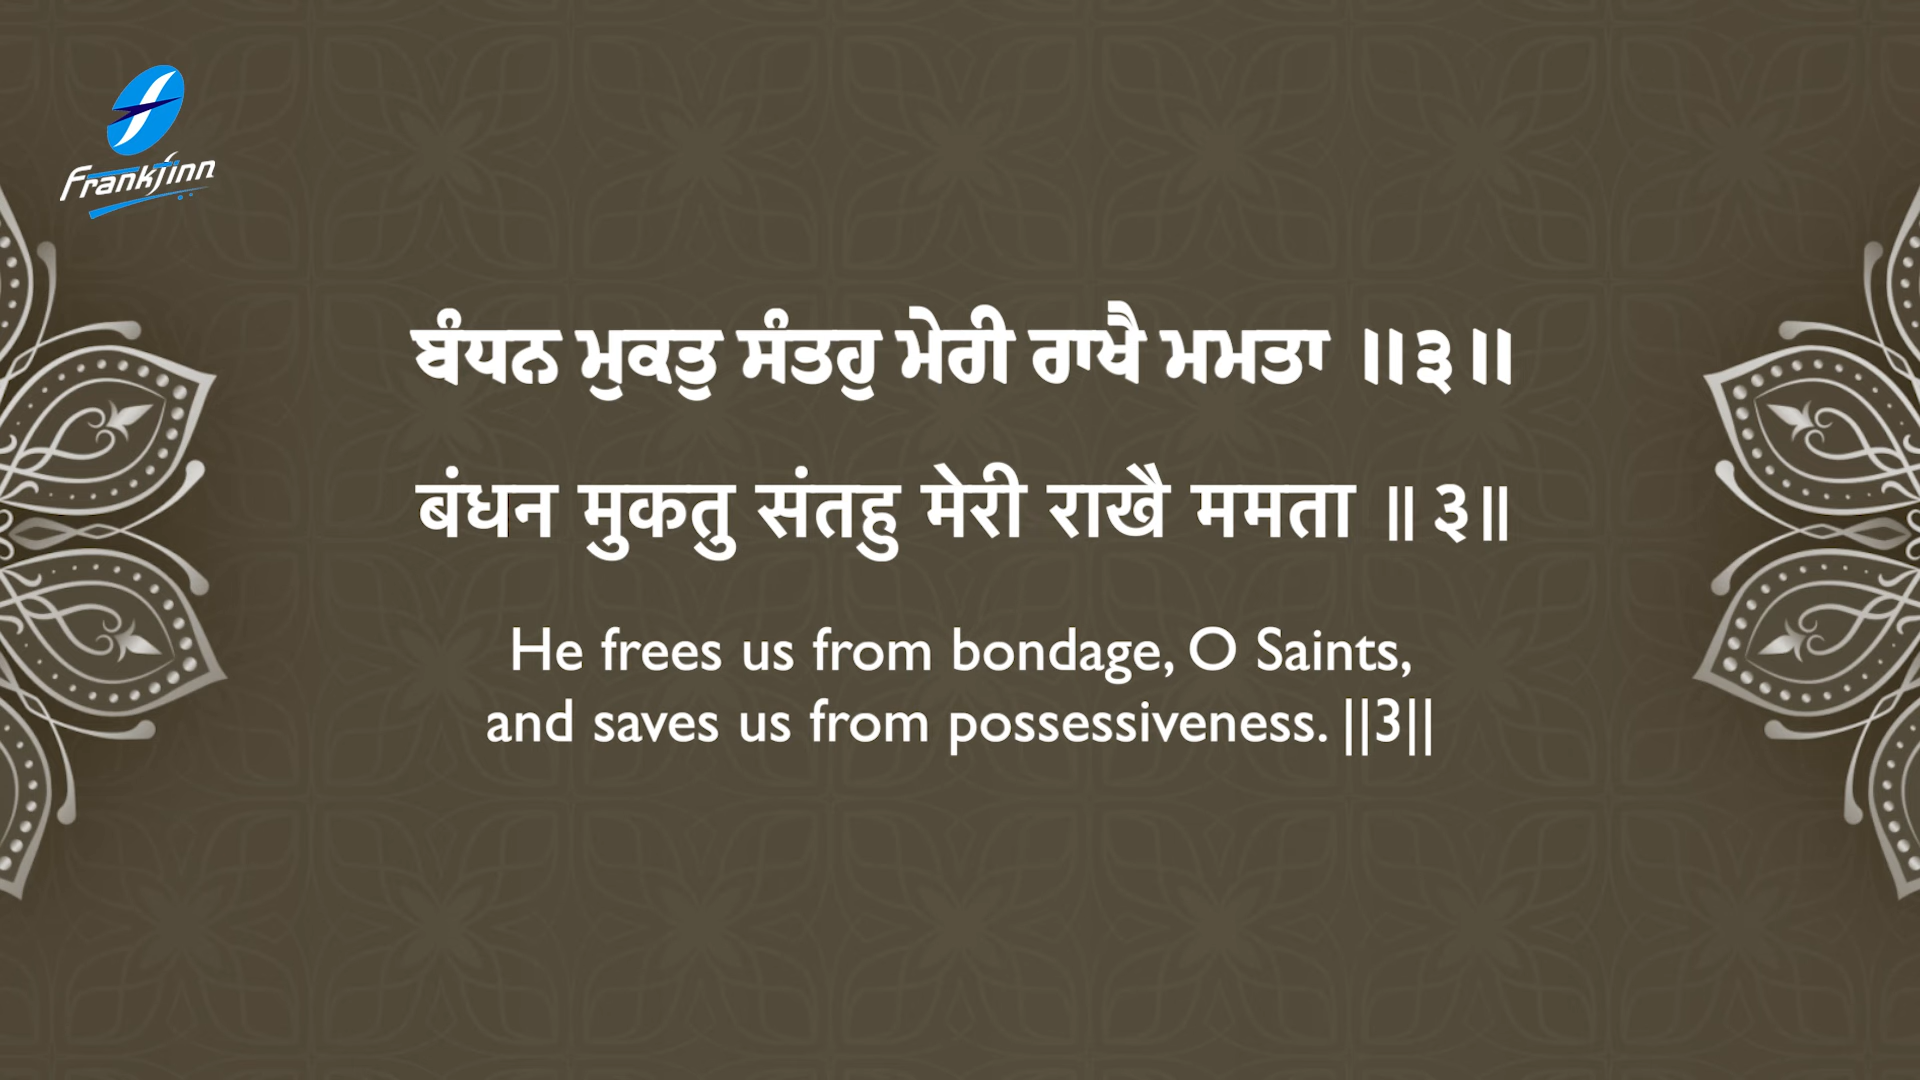 Frankfinn
ਬੰਧਨ ਮੁਕਤੁ ਸੰਤਹੁ ਮੇਰੀ ਰਾਖੈ ਮਮਤਾ ॥੩॥
बंधन मुकतु संतहु मेरी राखै ममता ॥३॥
He frees us from bondage, O Saints,
and saves us from possessiveness. ||3||